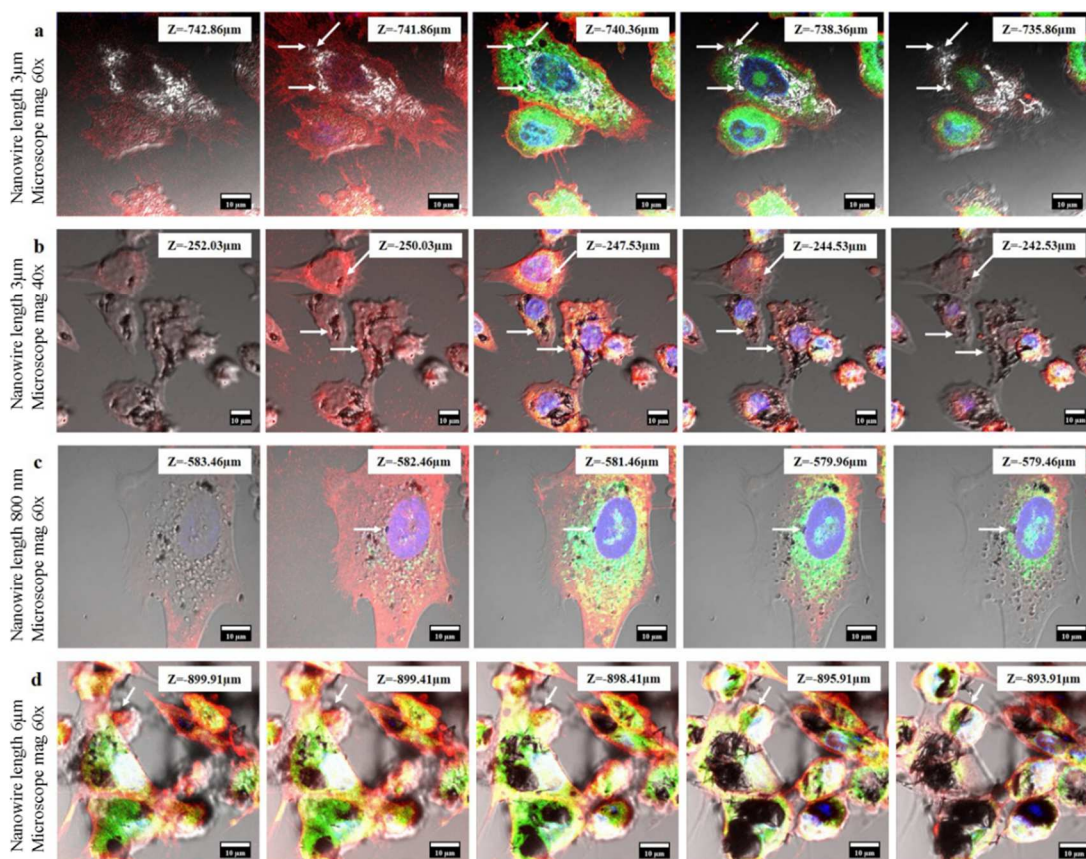 a
Nanowire length 3µm
Microscope mag 60x
Z=-742.86µm
Z=-741.86µm
Z=-740.36µm
Z=-738.36µm
Z=-735.86µm
10 µm
10 µm
10 µm
10 µm
10 µm
b
Nanowire length 3µm
Microscope mag 40x
Z=-252.03µm
Z=-250.03µm
Z=-247.53µm
Z=-244.53µm
Z=-242.53µm
10 µm
10 µm
10 µm
10 µm
10 µm
c
Nanowire length 800 nm
Microscope mag 60x
Z=-583.46µm
Z=-582.46µm
Z=-581.46µm
Z=-579.96µm
Z=-579.46µm
10 µm
10 µm
10 µm
10 µm
10 µm
d
Nanowire length 6µm
Microscope mag 60x
Z=-899.91µm
Z=-899.41µm
Z=-898.41µm
Z=-895.91µm
Z=-893.91µm
10 µm
10 µm
10 µm
10 µm
10 µm